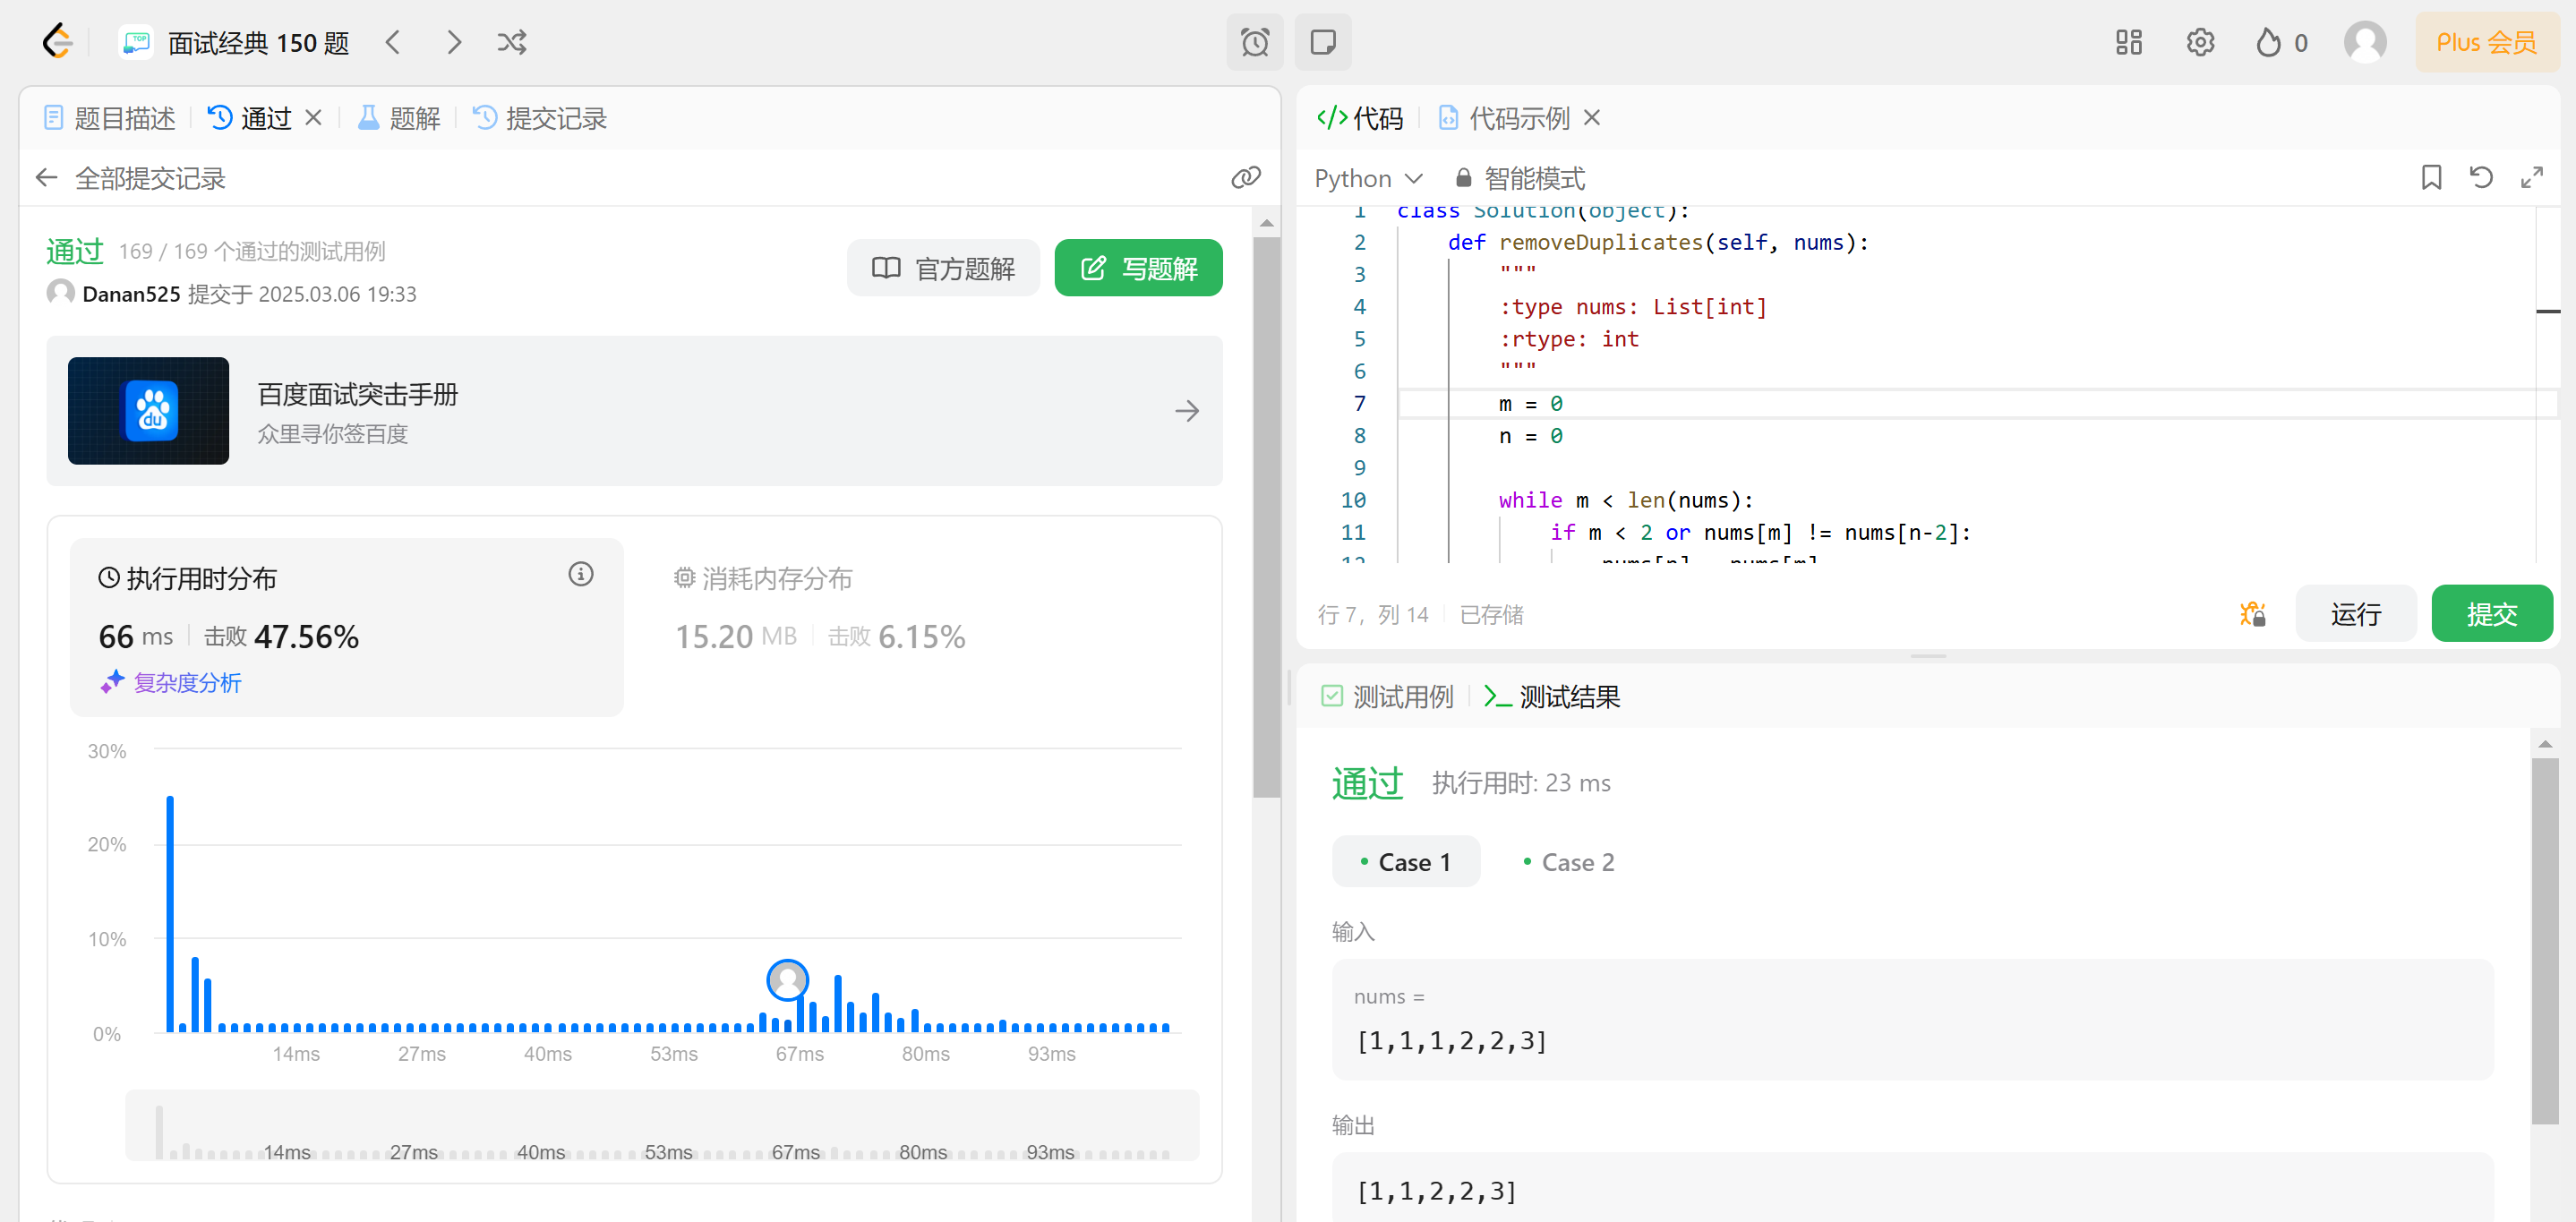 面试经典 150 题
0
Plus 会员
题目描述
通过
题解
提交记录
全部提交记录
通过 169 / 169 个通过的测试用例
Danan525 提交于 2025.03.06 19:33
官方题解
写题解
du
百度面试突击手册
众里寻你签百度
执行用时分布
66 ms 击败 47.56%
复杂度分析
消耗内存分布
15.20 MB 击败 6.15%
30%
20%
10%
0%
14ms 27ms 40ms 53ms 67ms 80ms 93ms
14ms 27ms 40ms 53ms 67ms 80ms 93ms
</> 代码
代码示例
Python
智能模式
1 class Solution(object):
2 def removeDuplicates(self, nums):
3 """
4 :type nums: List[int]
5 :rtype: int
6 """
7 m = 0
8 n = 0
9
10 while m < len(nums):
11 if m < 2 or nums[m] != nums[n-2]:
行 7，列 14 已存储
运行
提交
测试用例
测试结果
通过 执行用时: 23 ms
Case 1
Case 2
输入
nums =
[1,1,1,2,2,3]
输出
[1,1,2,2,3]